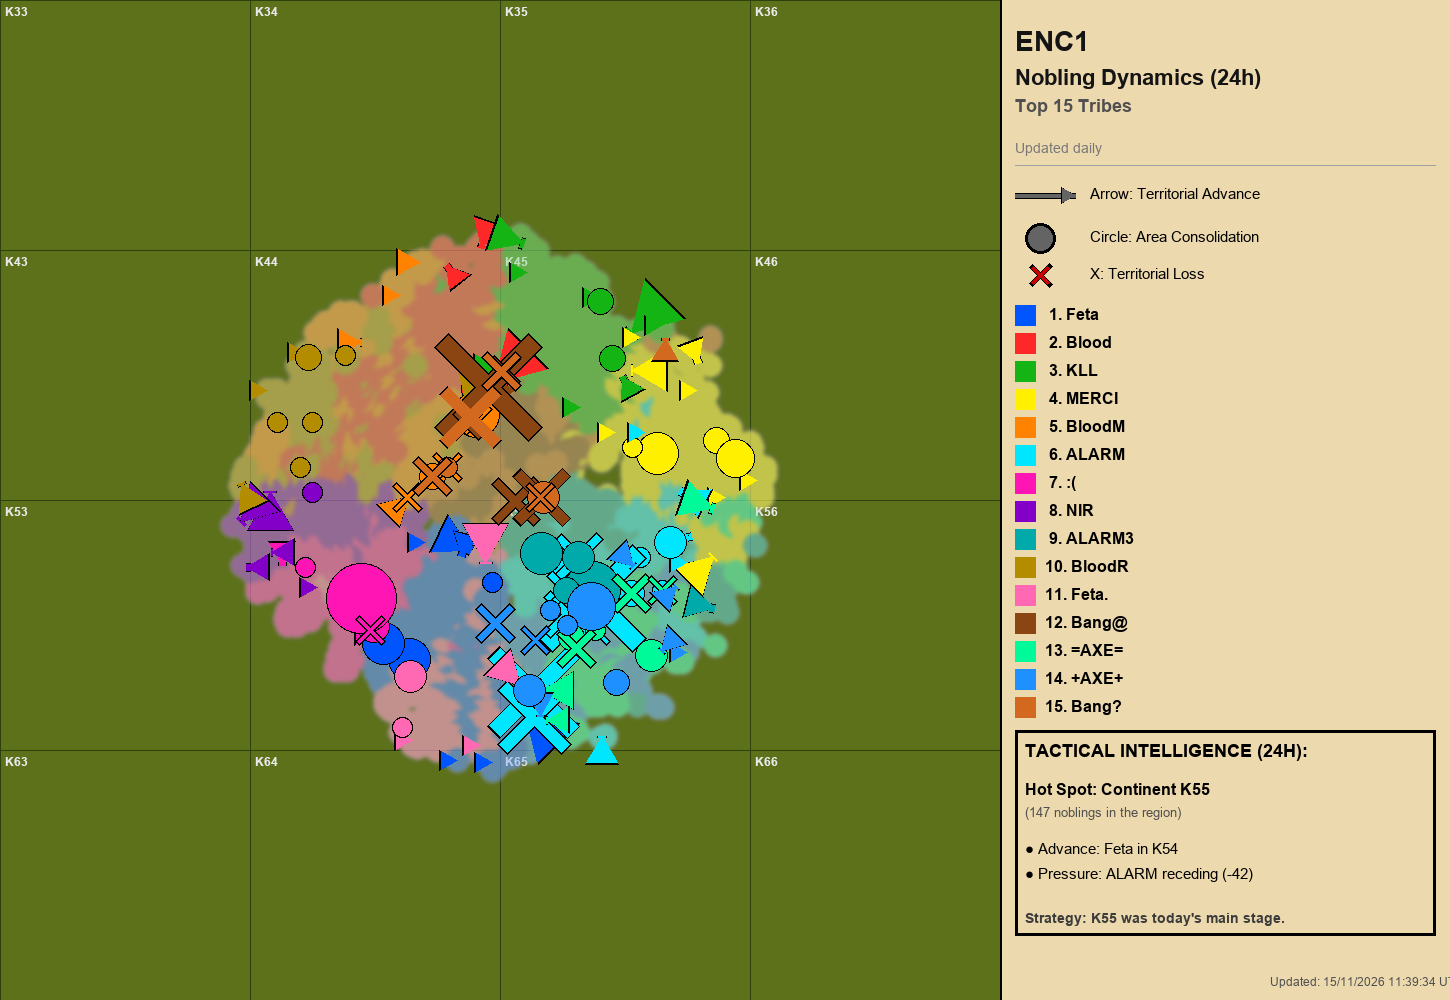 K33
K34
K35
K36
K43
K44
K45
K46
K53
K56
K63
K64
K65
K66
ENC1
Nobling Dynamics (24h)
Top 15 Tribes
Updated daily
Arrow: Territorial Advance
Circle: Area Consolidation
X: Territorial Loss
1. Feta
2. Blood
3. KLL
4. MERCI
5. BloodM
6. ALARM
7. :(
8. NIR
9. ALARM3
10. BloodR
11. Feta.
12. Bang@
13. =AXE=
14. +AXE+
15. Bang?
TACTICAL INTELLIGENCE (24H):
Hot Spot: Continent K55
(147 noblings in the region)
● Advance: Feta in K54
● Pressure: ALARM receding (-42)
Strategy: K55 was today's main stage.
Updated: 15/11/2026 11:39:34